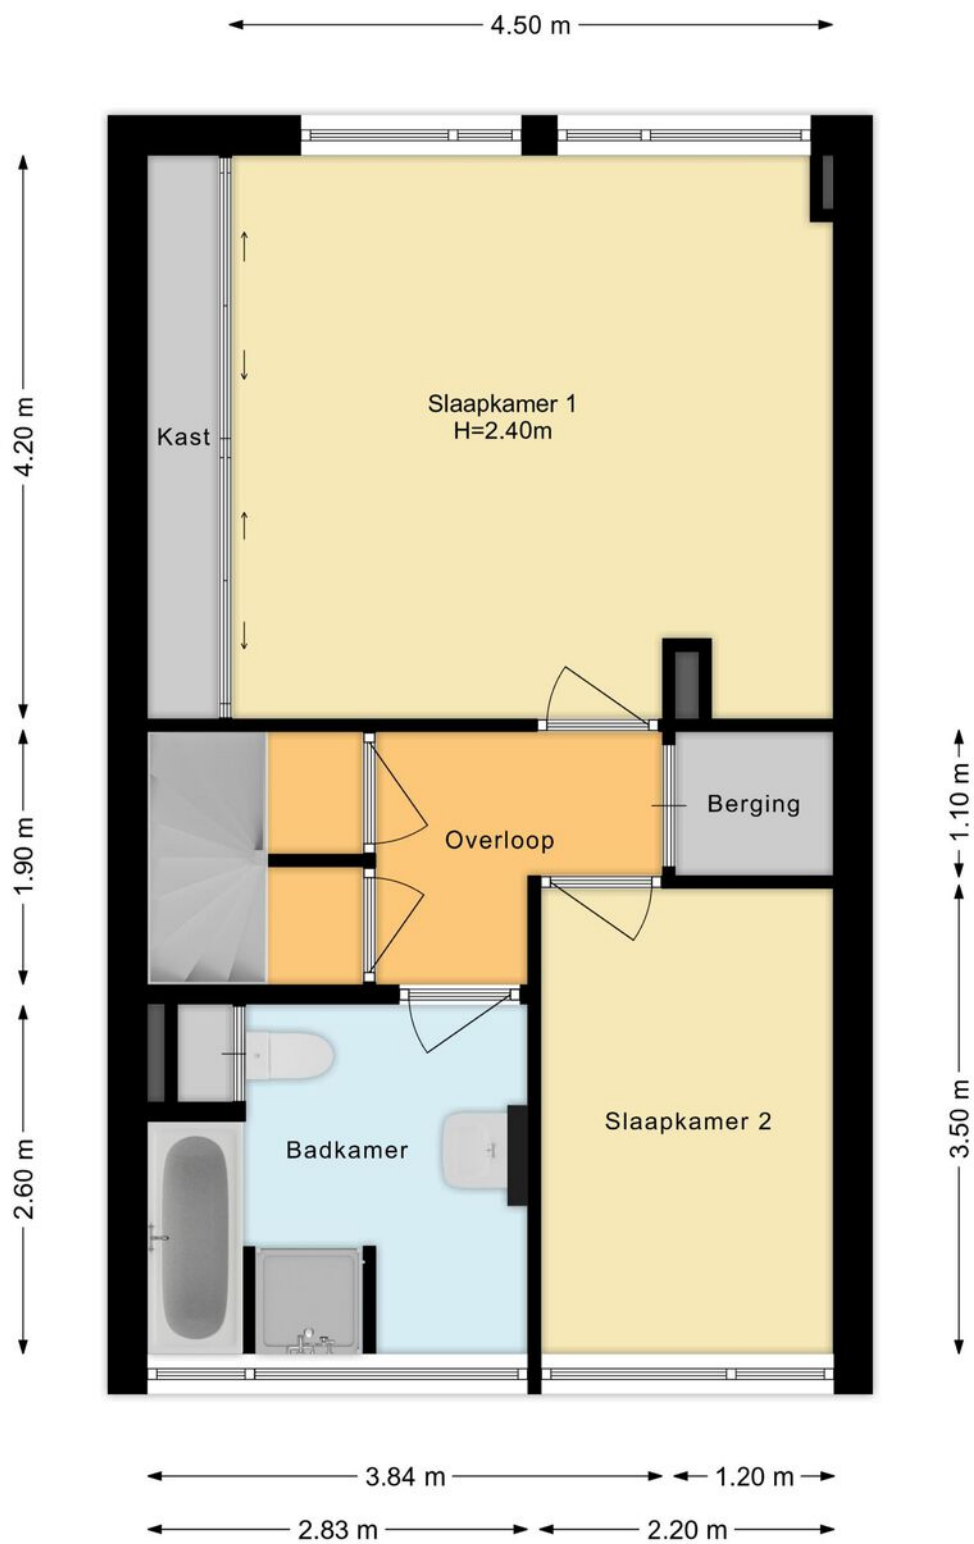 4.50 m
Slaapkamer 1
H=2.40m
Kast
4.20 m
Berging
1.10 m
Overloop
1.90 m
Slaapkamer 2
3.50 m
Badkamer
2.60 m
3.84 m
1.20 m
2.83 m
2.20 m